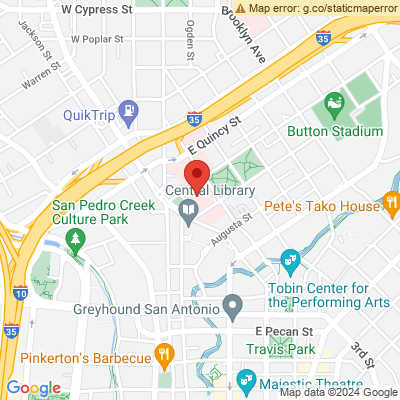 Map error: g.co/staticmaperror
W Cypress St
Brooklyn Ave
Ogden St
W Poplar St
Jackson St
Warren St
35
QuikTrip
35
E Quincy St
Button Stadium
Central Library
San Pedro Creek
Culture Park
Pete's Tako House
Augusta St
Tobin Center for
the Performing Arts
10
Greyhound San Antonio
35
E Pecan St
Travis Park
3rd St
Pinkerton's Barbecue
Majestic Theatre
Google
Map data ©2024 Google